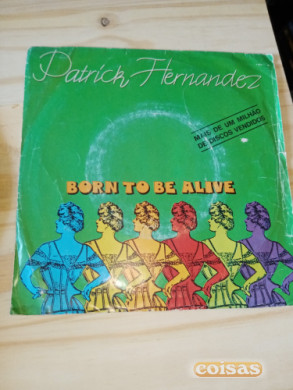 Patrick Hernandez
MAIS DE UM MILHÃO
DE DISCOS VENDIDOS
BORN TO BE ALIVE
coisas